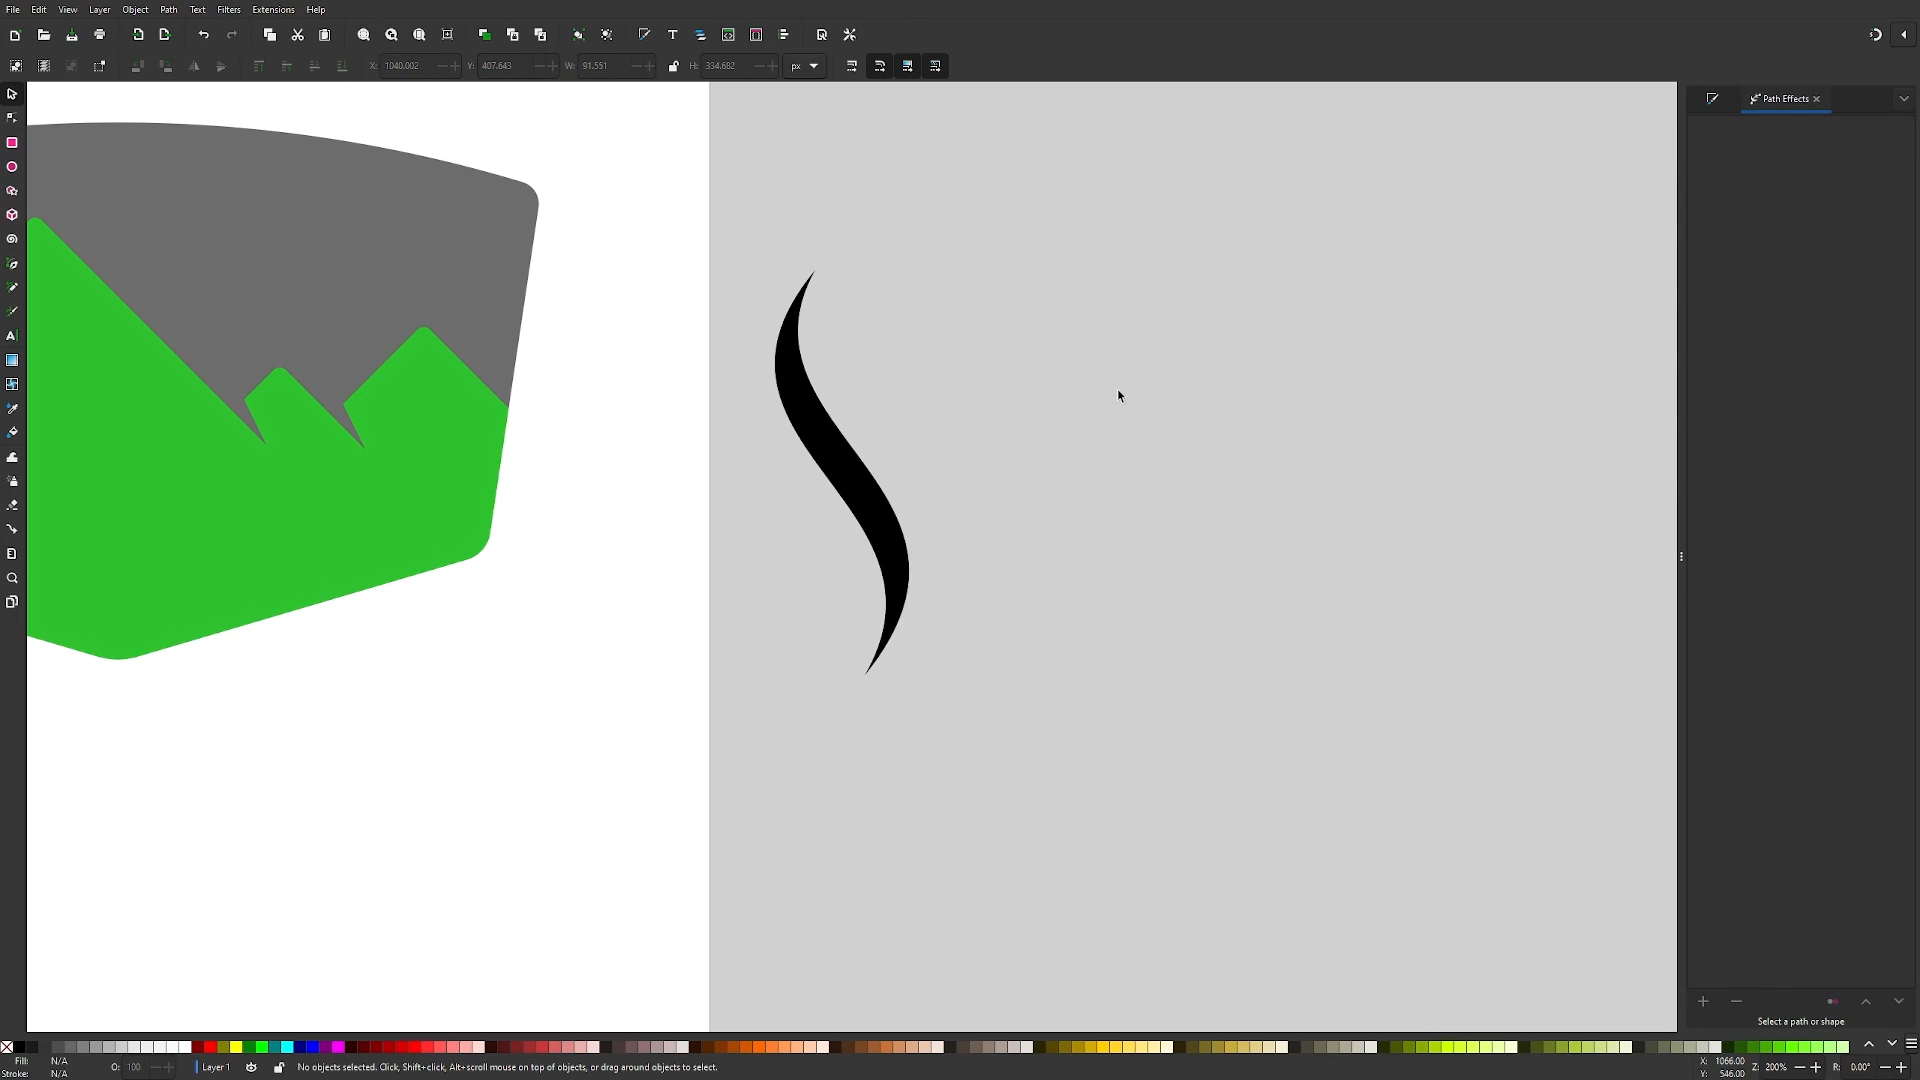 File Edit View Layer Object Path Text Filters Extensions Help
X: 1040.002 Y: 407.643 W: 91.551 H: 334.682 px
Path Effects
Select a path or shape
Fill: N/A O: 100 Layer 1 No objects selected. Click, Shift+click, Alt+scroll mouse on top of objects, or drag around objects to select. X: 1066.00 Z: 200% R: 0.00°
Stroke: N/A Y: 546.00